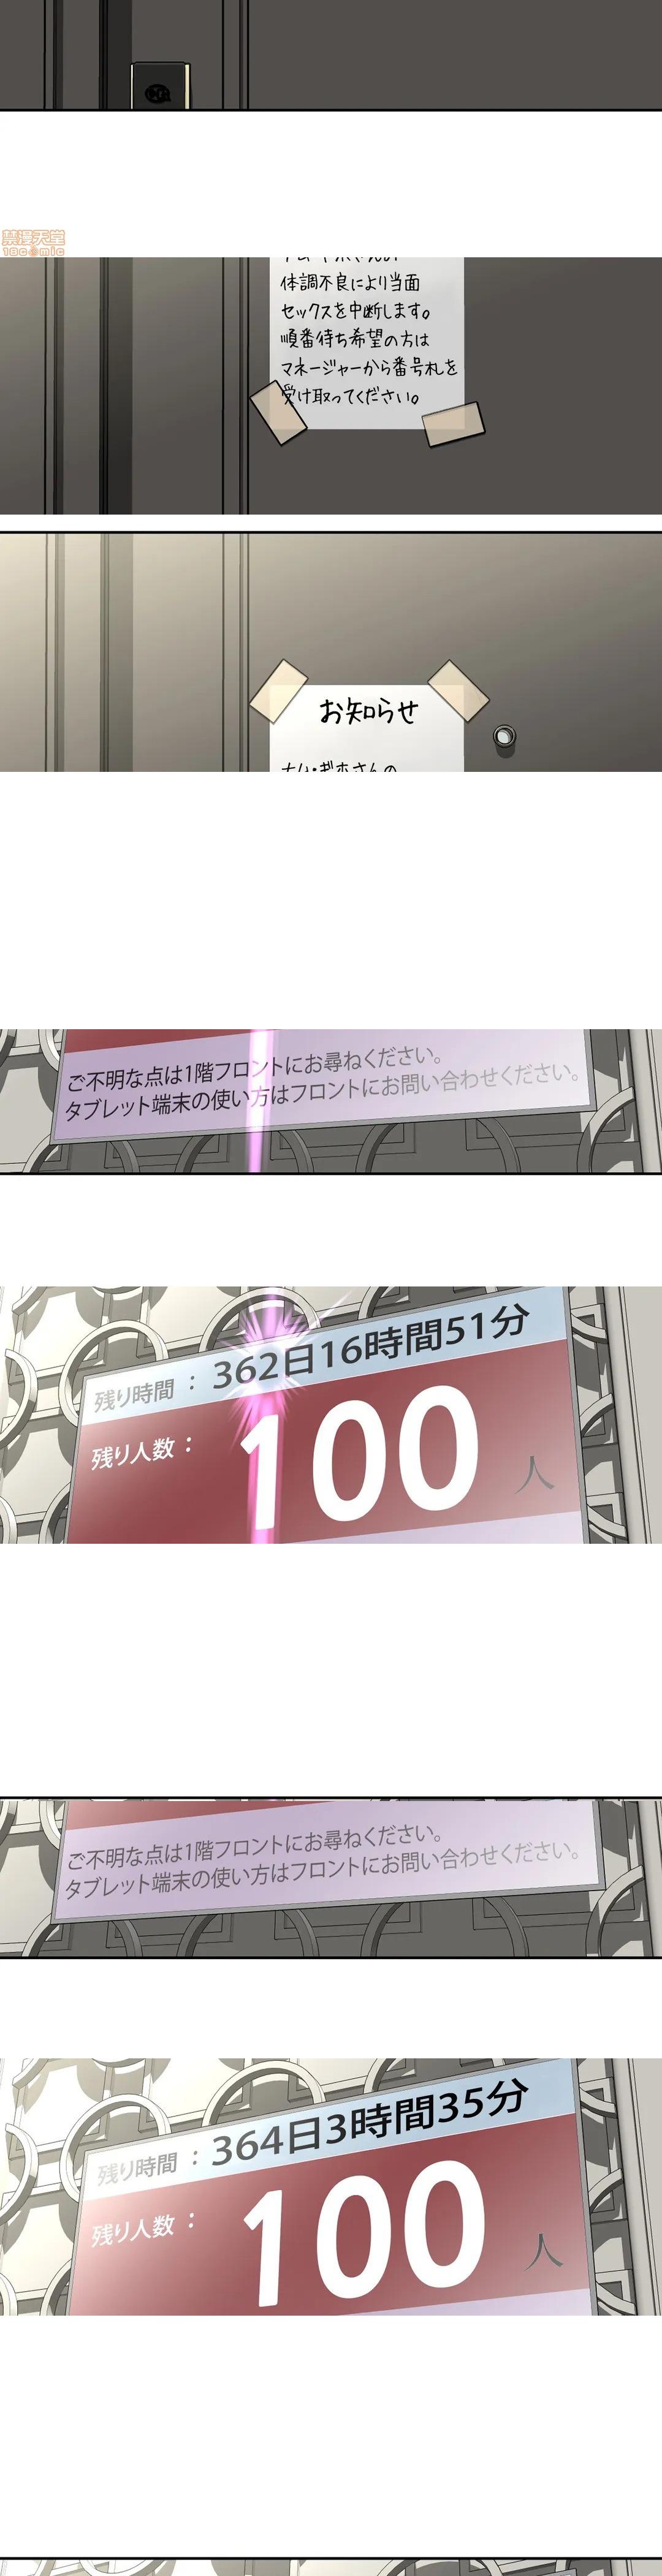 禁漫天堂
18comic
体調不良により当面
セックスを中断します。
順番待ち希望の方は
マネージャーから番号札を
受け取ってください。
お知らせ
ナム・ギホさんの
ご不明な点は1階フロントにお尋ねください。
タブレット端末の使い方はフロントにお問い合わせください。
残り時間 : 362日16時間51分
残り人数 : 100人
ご不明な点は1階フロントにお尋ねください。
タブレット端末の使い方はフロントにお問い合わせください。
残り時間 : 364日3時間35分
残り人数 : 100人